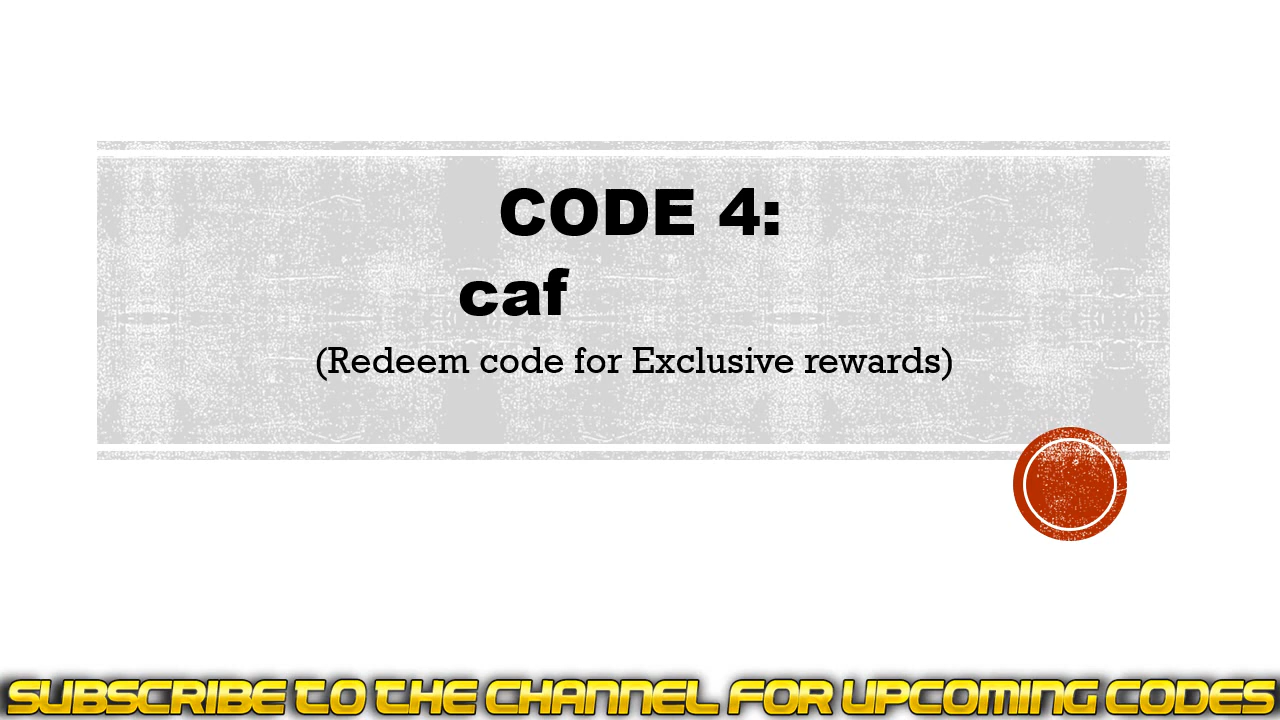 CODE 4:
caf
(Redeem code for Exclusive rewards)
SUBSCRIBE TO THE CHANNEL FOR UPCOMING CODES